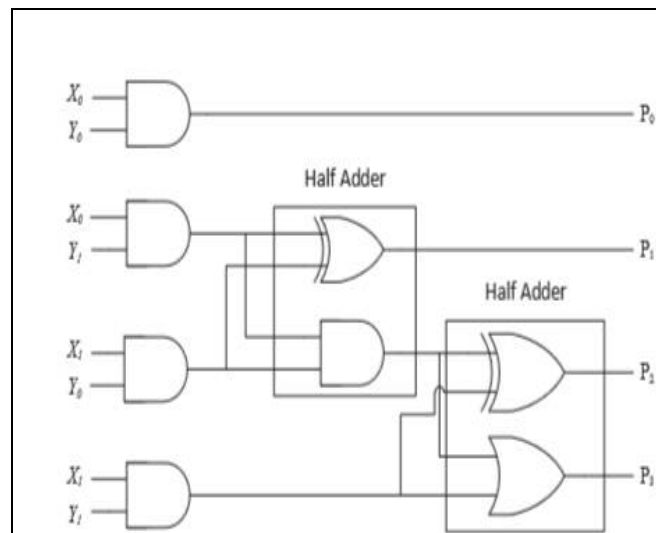 X₀
Y₀
P₀
Half Adder
X₀
Y₁
P₁
Half Adder
X₁
Y₀
P₂
X₁
Y₁
P₃